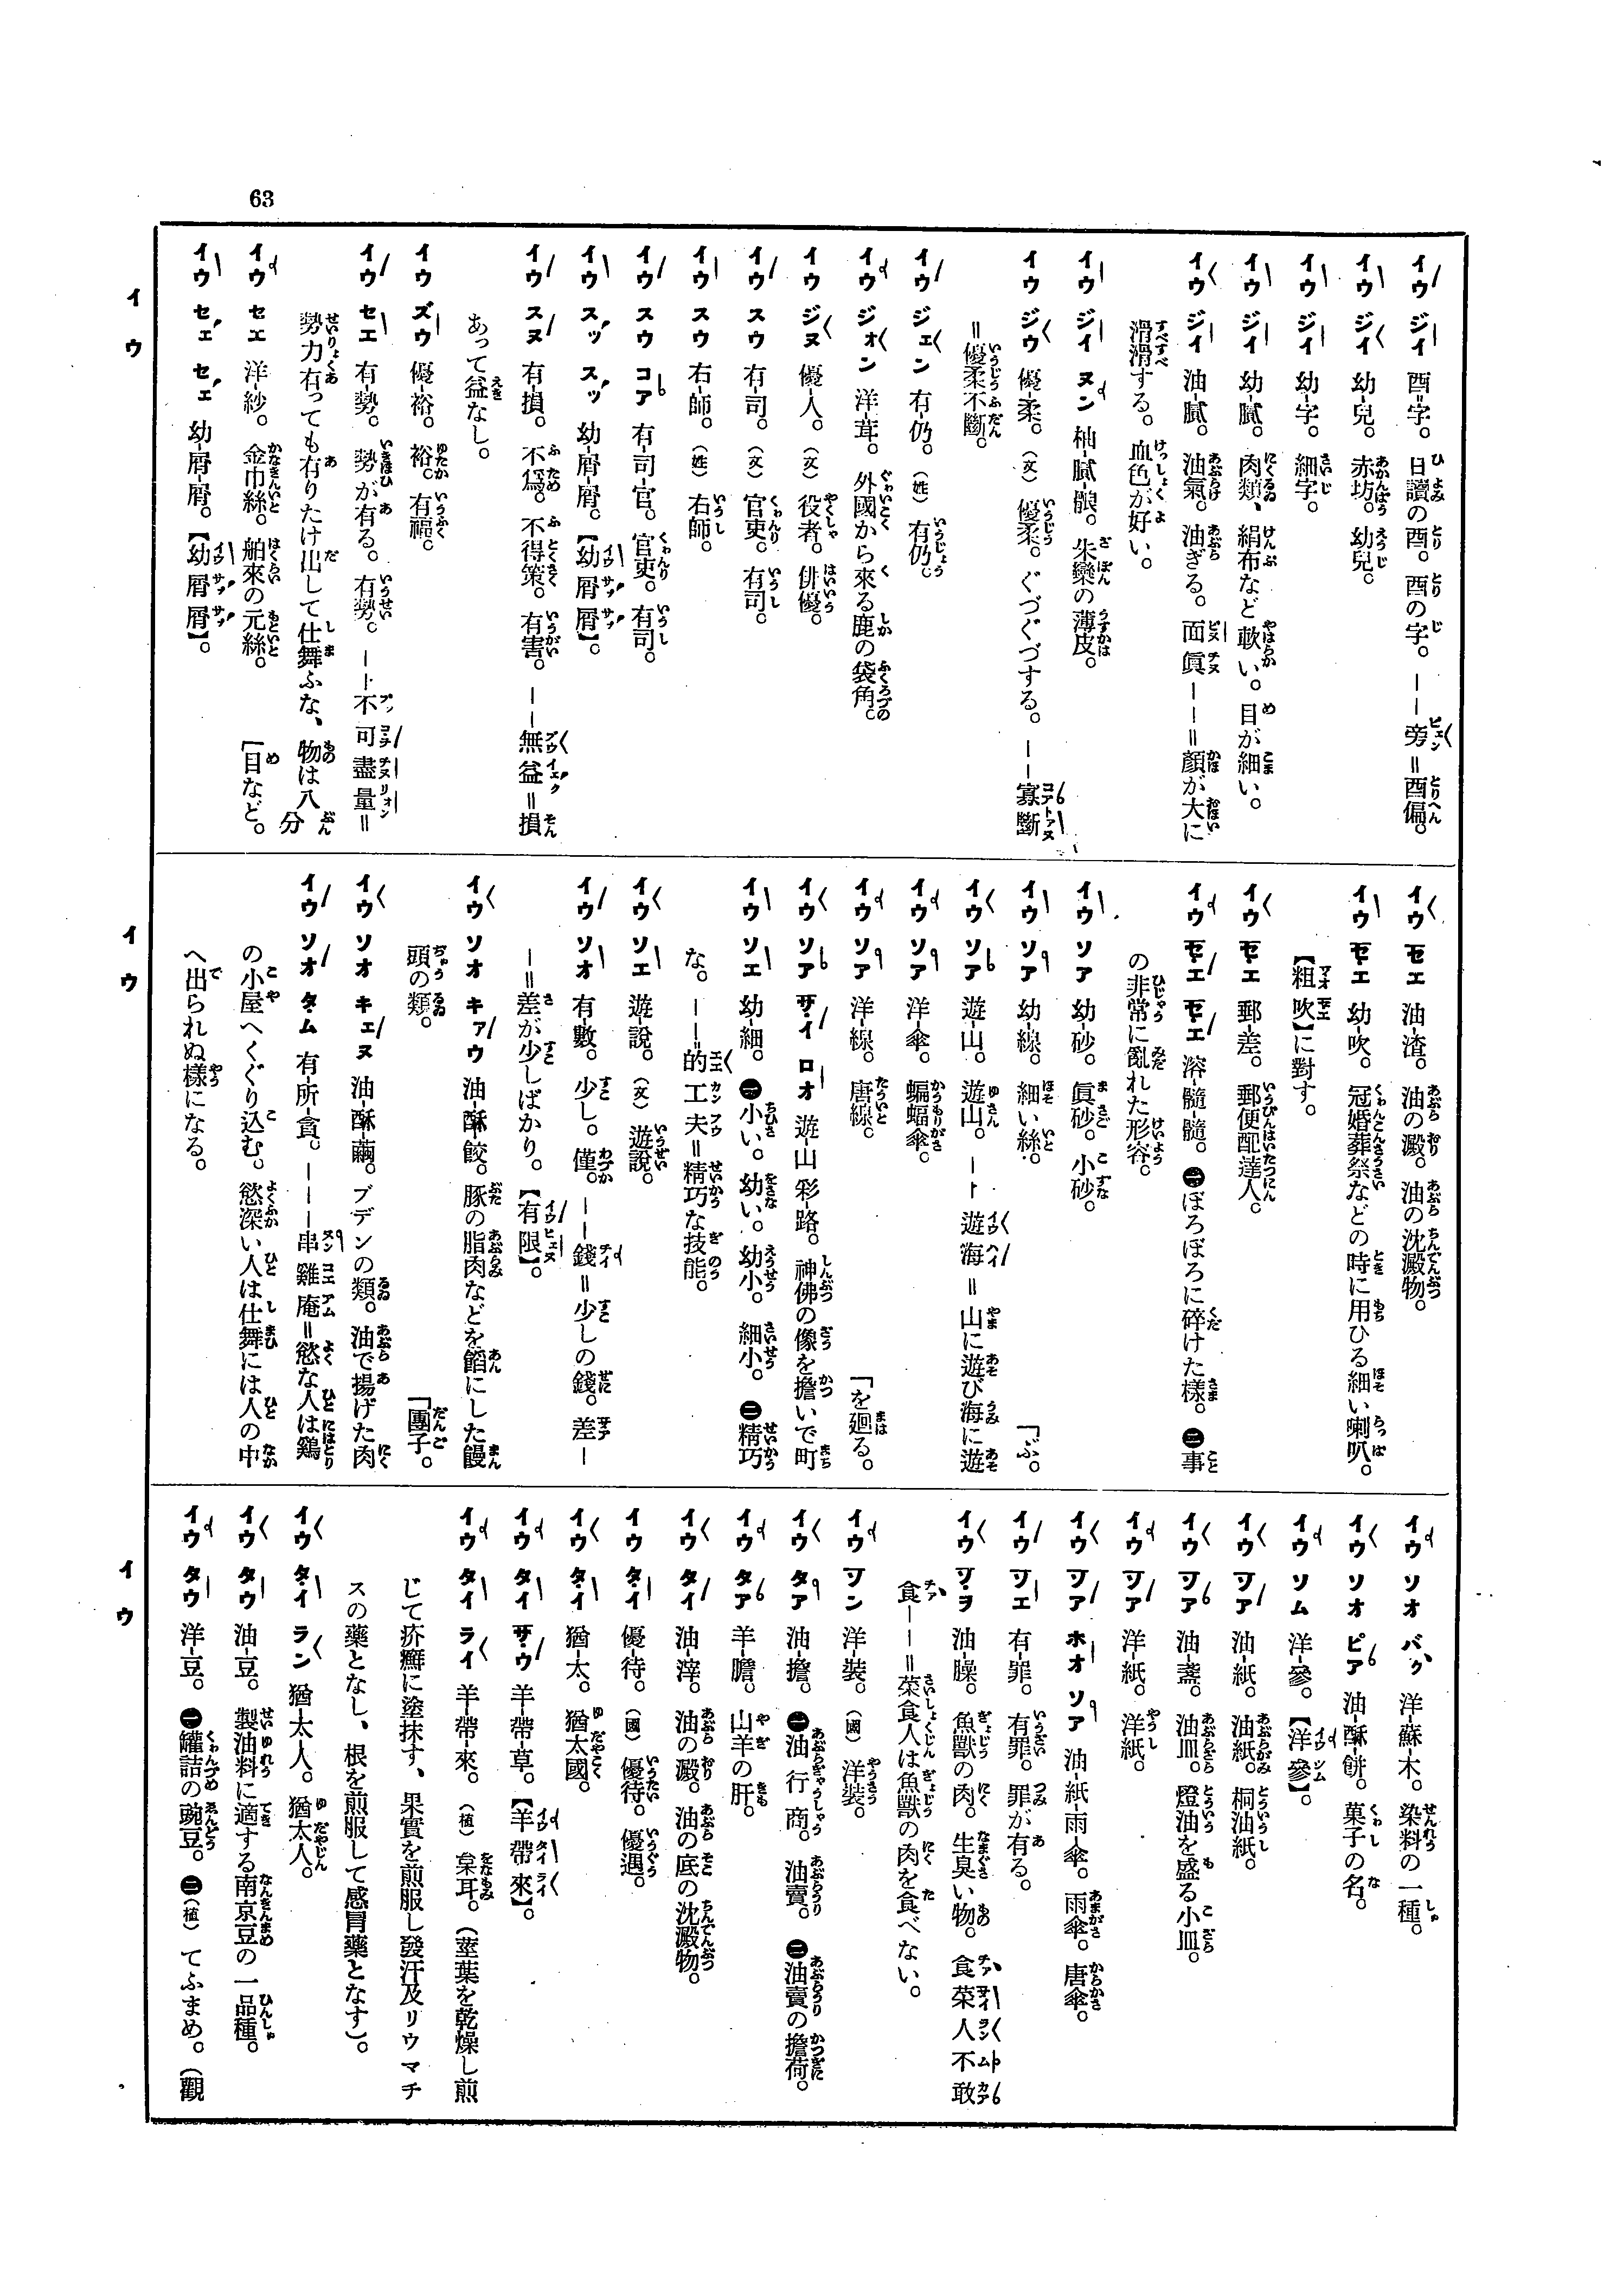 63
イウ
イウ ジイ 酉-字。日讀の酉。酉の字。――旁=酉偏。
イウ ジイ 幼-兒。赤坊。幼兒。
イウ ジイ 幼-字。細字。
イウ ジイ 幼-膩。肉類、絹布など軟い。目が細い。
イウ ジイ 油-膩。油氣。油ぎる。面眞――=顏が大に
滑滑する。血色が好い。
イウ ジイ ヌン 柚-膩-䐁。朱欒の薄皮。
イウ ジウ 優-柔。(文)優柔。ぐづぐづする。――寡斷
=優柔不斷。
イウ ジェン 有-仍。(姓)有仍。
イウ ジォン 洋-茸。外國から來る鹿の袋角。
イウ ジヌ 優-人。(文)役者。俳優。
イウ スウ 有-司。(文)官吏。有司。
イウ スウ 右-師。(姓)右師。
イウ スウ コア 有-司-官。官吏。有司。
イウ スッ スッ 幼-屑-屑。【幼屑屑】。
イウ スヌ 有-損。不爲。不得策。有害。――無益=損
あって益なし。
イウ ズウ 優-裕。裕。有福。
イウ セエ 有-勢。勢が有る。有勢。――不可盡量=
勢力有っても有りたけ出して仕舞ふな、物は八分
イウ セエ 洋-紗。金巾絲。舶來の元絲。 [目など。
イウ セェ セェ 幼-屑-屑。【幼屑屑】。
イウ
イウ セエ 油-渣。油の澱。油の沈澱物。
イウ セエ 幼-吹。冠婚葬祭などの時に用ひる細い喇叭。
【粗吹】に對す。
イウ セエ 郵-差。郵便配達人。
イウ セエ セエ 溶-髓-髓。㊀ぼろぼろに碎けた樣。㊁事
の非常に亂れた形容。
イウ ソア 幼-砂。眞砂。小砂。
イウ ソア 幼-線。細い絲。 「ぶ。
イウ ソア 遊-山。遊山。――遊海=山に遊び海に遊
イウ ソア 洋-傘。蝙蝠傘。
イウ ソア 洋-線。唐線。 「を廻る。
イウ ソア サイ ロオ 遊-山彩-路。神佛の像を擔いで町
イウ ソエ 幼-細。㊀小い。幼い。幼小。細小。㊁精巧
な。――的工夫=精巧な技能。
イウ ソエ 遊-說。(文)遊說。
イウ ソオ 有-數。少し。僅。――錢=少しの錢。差―
―=差が少しばかり。【有限】。
イウ ソオ キァウ 油-酥-餃。豚の脂肉などを餡にした饅
頭の類。 「團子。
イウ ソオ キェヌ 油-酥-繭。ブデンの類。油で揚げた肉
イウ ソオ タム 有-所-貪。―――串雞庵=慾な人は鷄
の小屋へくぐり込む。慾深い人は仕舞には人の中
へ出られぬ樣になる。
イウ
イウ ソオ バク 洋-蘇-木。染料の一種。
イウ ソオ ピア 油-酥-餅。菓子の名。
イウ ソム 洋-參。【洋參】。
イウ ツァ 油-紙。油紙。桐油紙。
イウ ツァ 油-盞。油皿。燈油を盛る小皿。
イウ ツァ 洋-紙。洋紙。
イウ ツァ ホオ ソア 油-紙-雨-傘。雨傘。唐傘。
イウ ツェ 有-罪。有罪。罪が有る。
イウ ツヲ 油-臊。魚獸の肉。生臭い物。食菜人不敢
食――=菜食人は魚獸の肉を食べない。
イウ ツン 洋-裝。(國)洋裝。
イウ タア 油-擔。㊀油行商。油賣。㊁油賣の擔荷。
イウ タア 羊-膽。山羊の肝。
イウ タイ 油-滓。油の澱。油の底の沈澱物。
イウ タイ 優-待。(國)優待。優遇。
イウ タイ 猶-太。猶太國。
イウ タイ サウ 羊-帶-草。【羊帶來】。
イウ タイ ライ 羊-帶-來。(植)枲耳。(莖葉を乾燥し煎
じて疥癬に塗抹す、果實を煎服し發汗及リウマチ
スの藥となし、根を煎服して感冒藥となす)。
イウ タイ ラン 猶-太-人。猶太人。
イウ タウ 油-豆。製油料に適する南京豆の一品種。
イウ タウ 洋-豆。㊀罐詰の豌豆。㊁(植)てふまめ。(觀